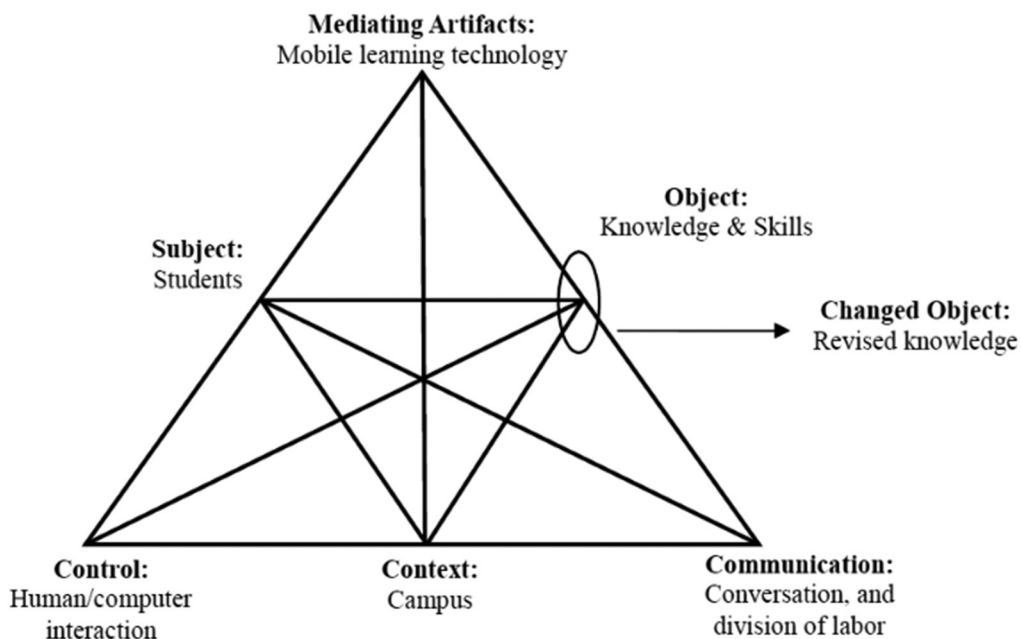 Mediating Artifacts:
Mobile learning technology
Object:
Knowledge & Skills
Subject:
Students
Changed Object:
Revised knowledge
Control:
Human/computer
interaction
Context:
Campus
Communication:
Conversation, and
division of labor